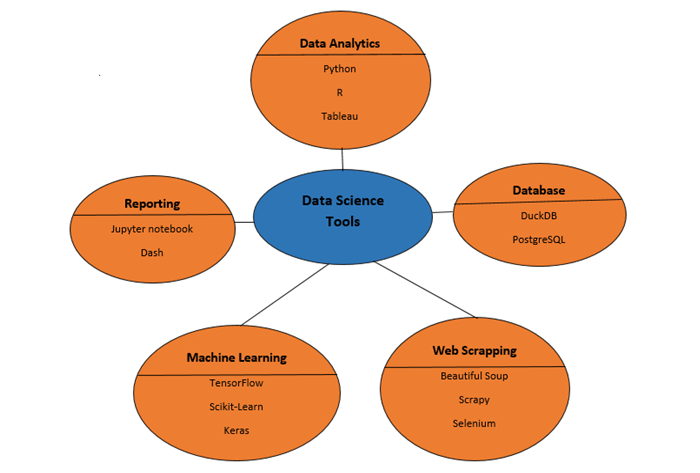 Data Analytics
Python
R
Tableau
Data Science
Tools
Reporting
Jupyter notebook
Dash
Database
DuckDB
PostgreSQL
Machine Learning
TensorFlow
Scikit-Learn
Keras
Web Scrapping
Beautiful Soup
Scrapy
Selenium